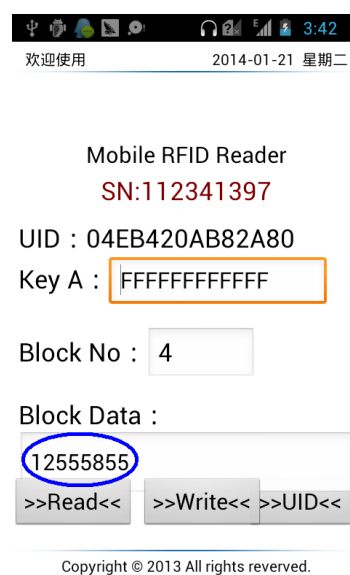 3:42
欢迎使用 2014-01-21 星期二
Mobile RFID Reader
SN:112341397
UID：04EB420AB82A80
Key A： FFFFFFFFFFFF
Block No： 4
Block Data：
12555855
>>Read<< >>Write<< >>UID<<
Copyright © 2013 All rights reserved.